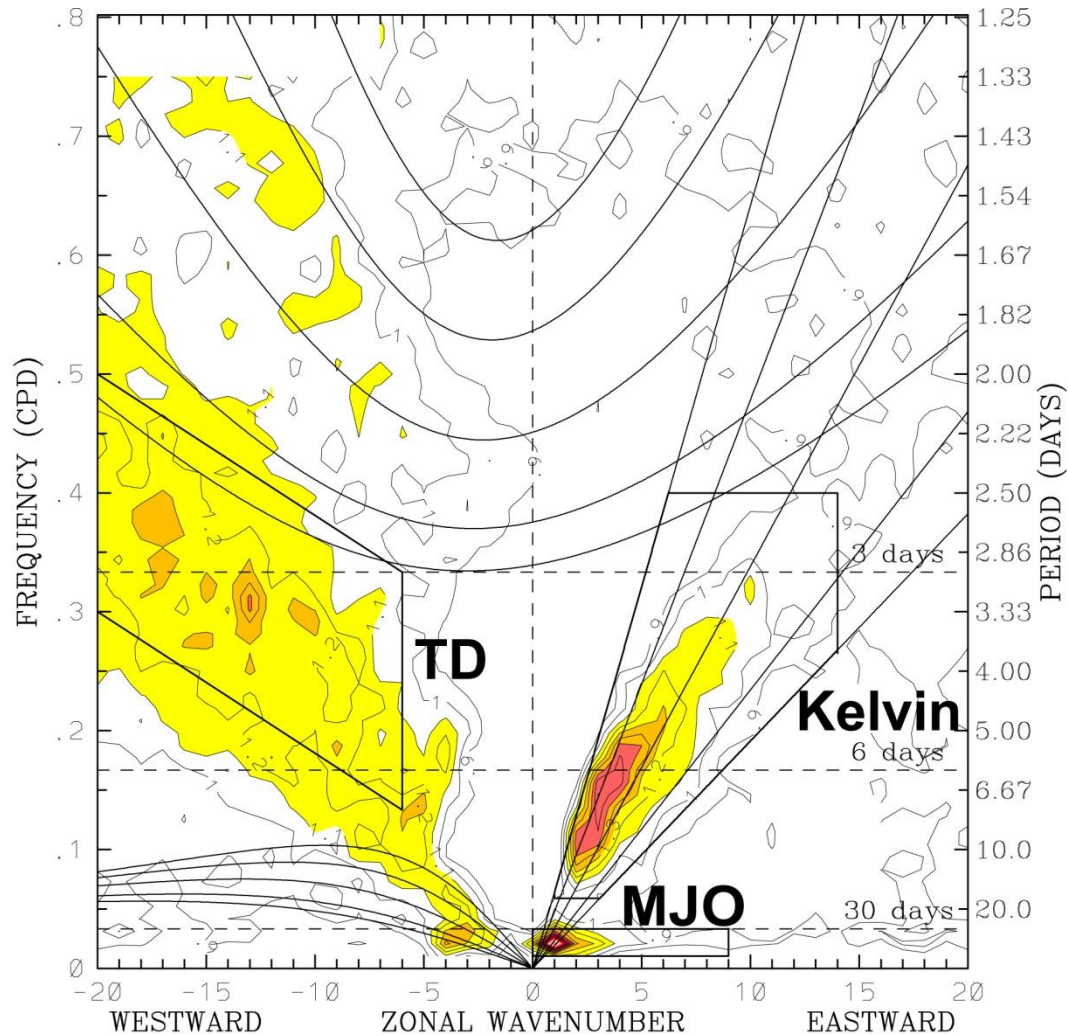 .8
.7
.6
.5
.4
.3
.2
.1
0
FREQUENCY (CPD)
1.25
1.33
1.43
1.54
1.67
1.82
2.00
2.22
2.50
2.86
3.33
4.00
5.00
6.67
10.0
20.0
PERIOD (DAYS)
3 days
TD
Kelvin
6 days
MJO
30 days
-20 -15 -10 -5 0 5 10 15 20
WESTWARD ZONAL WAVENUMBER EASTWARD